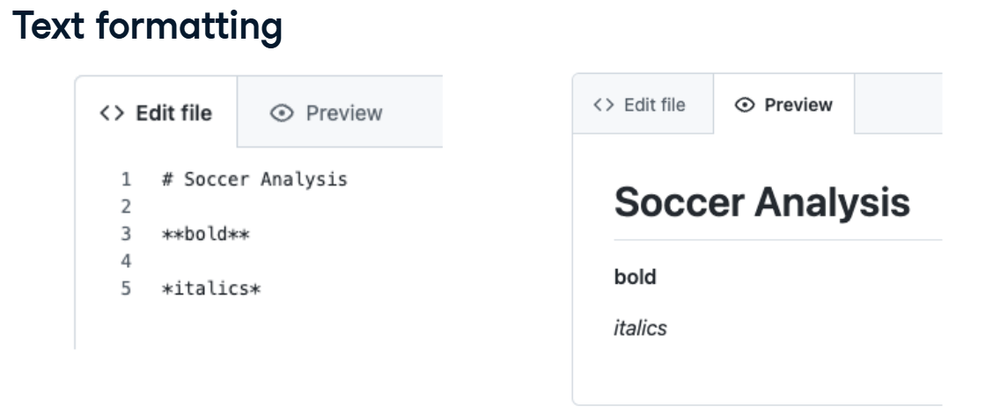 Text formatting
<> Edit file
Preview
1 # Soccer Analysis
2
3 **bold**
4
5 *italics*
<> Edit file
Preview
Soccer Analysis
bold
italics